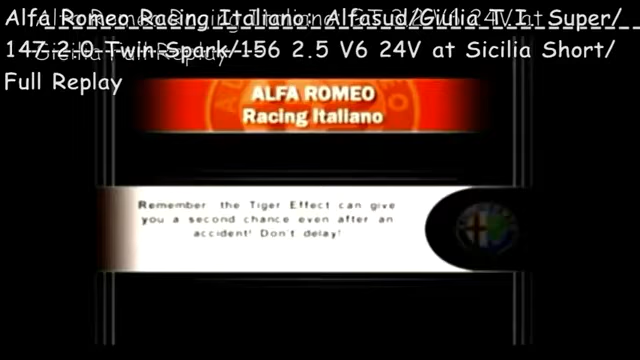 Alfa Romeo Racing Italiano: Alfasud/Giulia T.I. Super/
147 2.0 Twin Spark/156 2.5 V6 24V at Sicilia Short/
Full Replay
ALFA ROMEO
Racing Italiano
Remember the Tiger Effect can give
you a second chance even after an
accident! Don't delay!